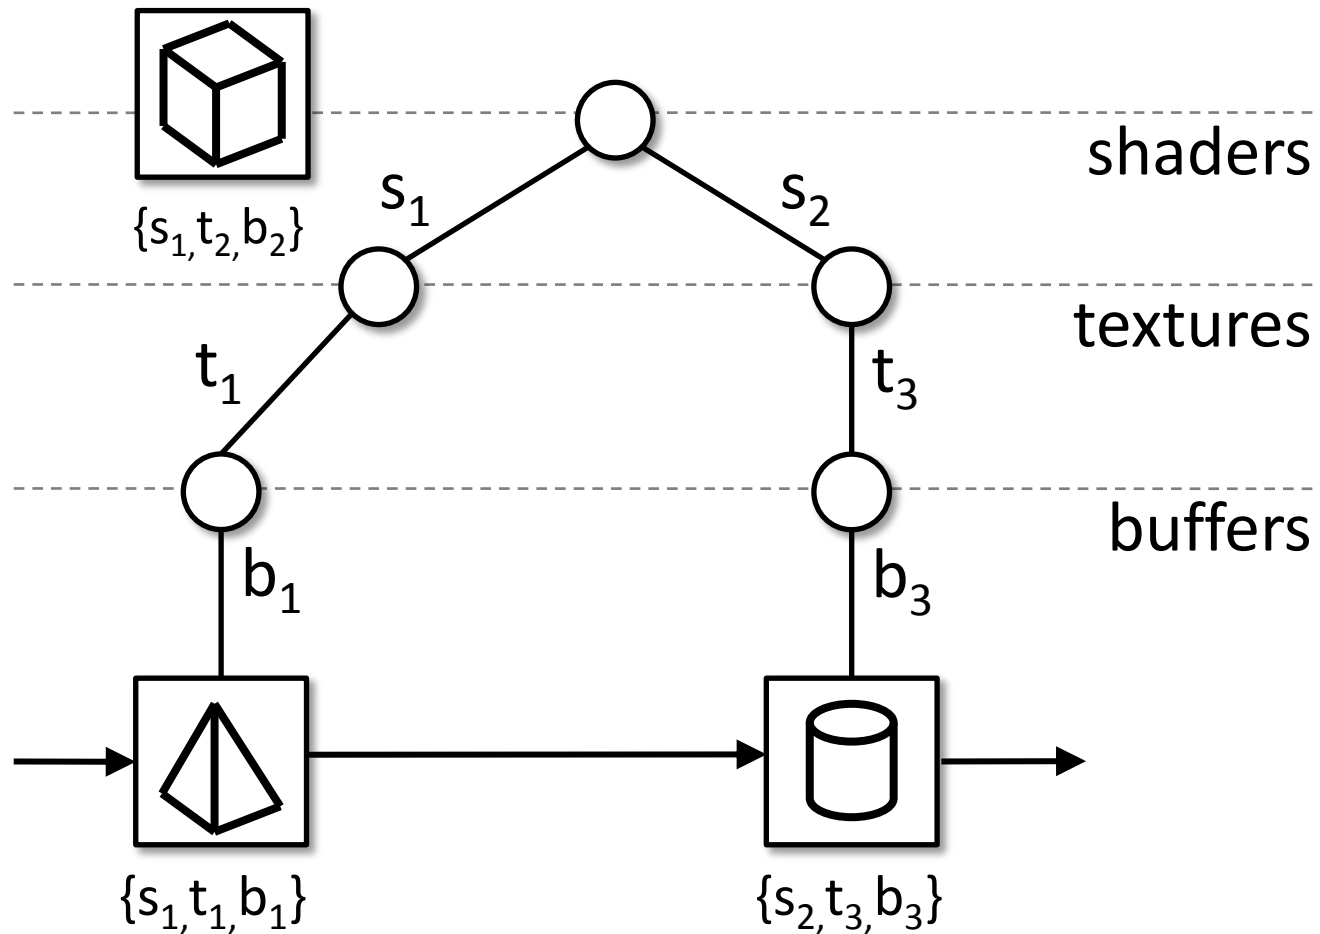 shaders
s1
s2
{s1,t2,b2}
textures
t1
t3
buffers
b1
b3
{s1,t1,b1}
{s2,t3,b3}